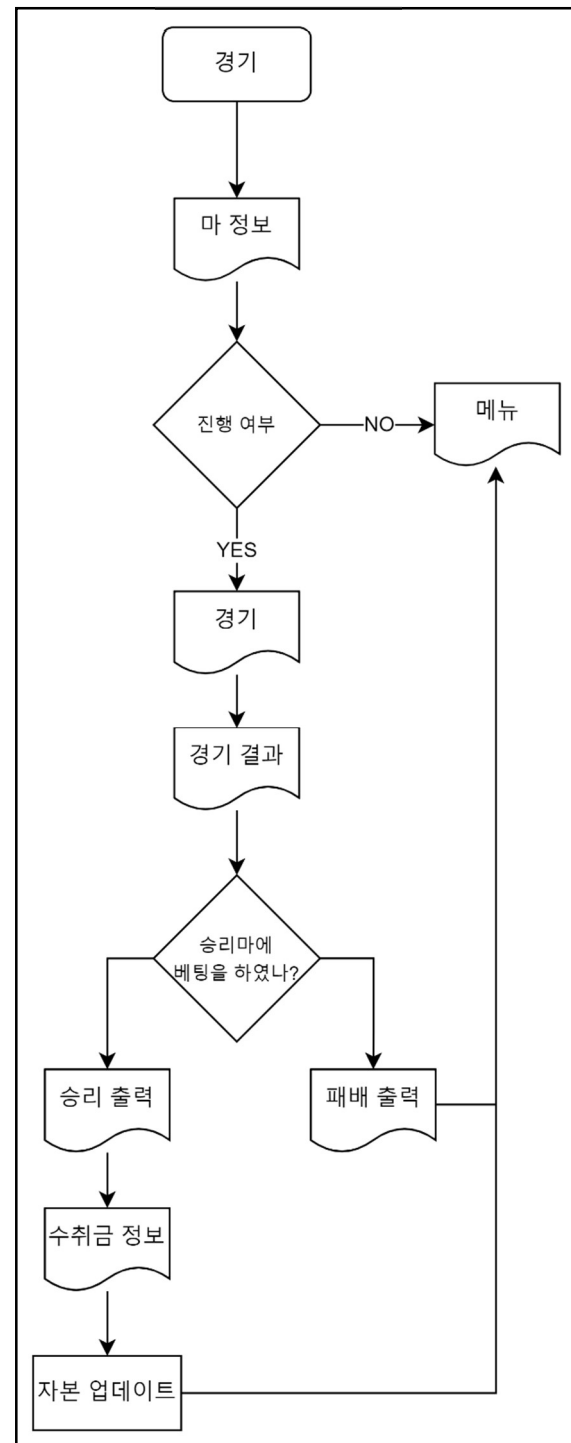 경기
마 정보
진행 여부
NO
메뉴
YES
경기
경기 결과
승리마에
베팅을 하였나?
승리 출력
패배 출력
수취금 정보
자본 업데이트